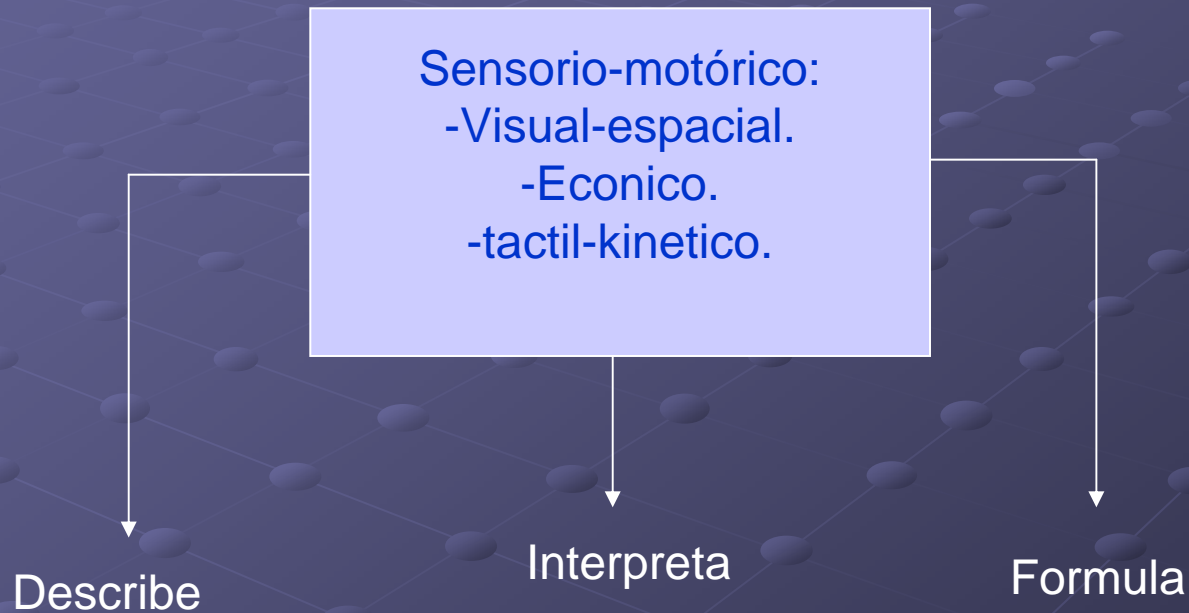 Sensorio-motórico:
-Visual-espacial.
-Econico.
-tactil-kinetico.
Describe
Interpreta
Formula